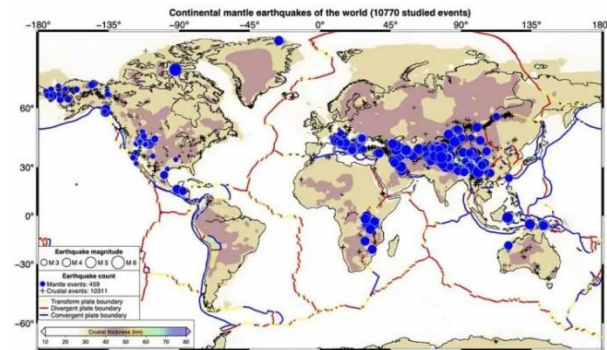 Continental mantle earthquakes of the world (10770 studied events)
−180° −135° −90° −45° 0° 45° 90° 135° 180°
60°
30°
0°
−30°
−60°
Earthquake magnitude
M 3 M 4 M 5 M 6
Earthquake count
Mantle events: 459
Crustal events: 10311
Transform plate boundary
Divergent plate boundary
Convergent plate boundary
Crustal thickness (km)
10 20 30 40 50 60 70 80